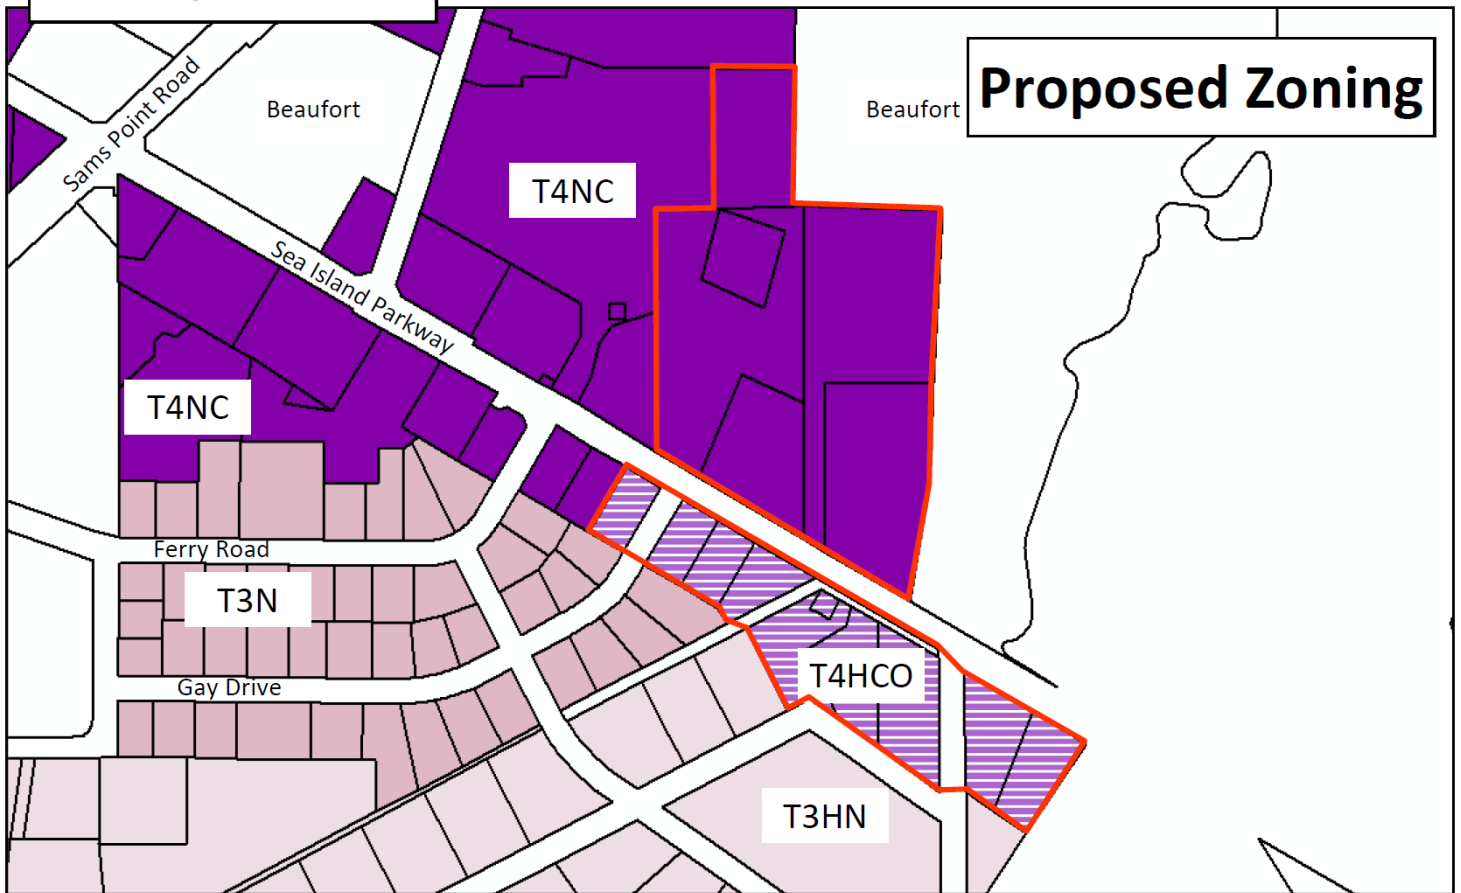 Proposed Zoning
Sams Point Road
Beaufort
Beaufort
T4NC
Sea Island Parkway
T4NC
Ferry Road
T3N
T4HCO
Gay Drive
T3HN